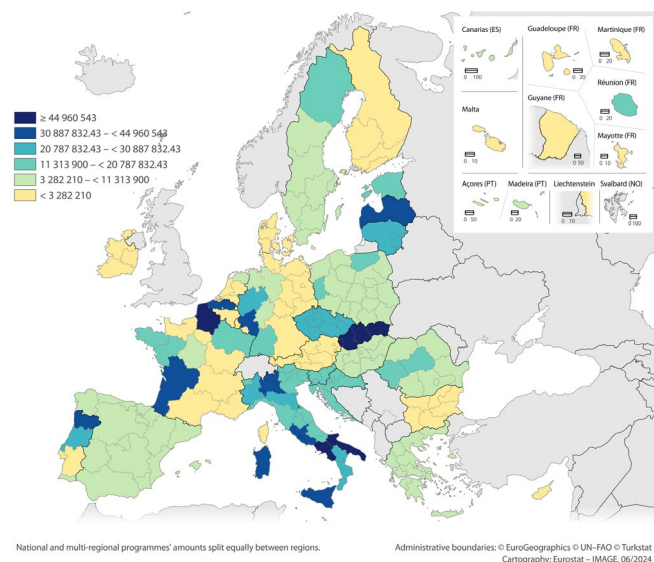 Canarias (ES)
0 100
Guadeloupe (FR)
0 20
Martinique (FR)
0 20
Malta
0 10
Guyane (FR)
0 50
Réunion (FR)
0 20
Mayotte (FR)
0 10
Açores (PT)
0 50
Madeira (PT)
0 20
Liechtenstein
0 10
Svalbard (NO)
0 100
≥ 44 960 543
30 887 832.43 – < 44 960 543
20 787 832.43 – < 30 887 832.43
11 313 900 – < 20 787 832.43
3 282 210 – < 11 313 900
< 3 282 210
National and multi-regional programmes' amounts split equally between regions.
Administrative boundaries: © EuroGeographics © UN–FAO © Turkstat
Cartography: Eurostat – IMAGE, 06/2024